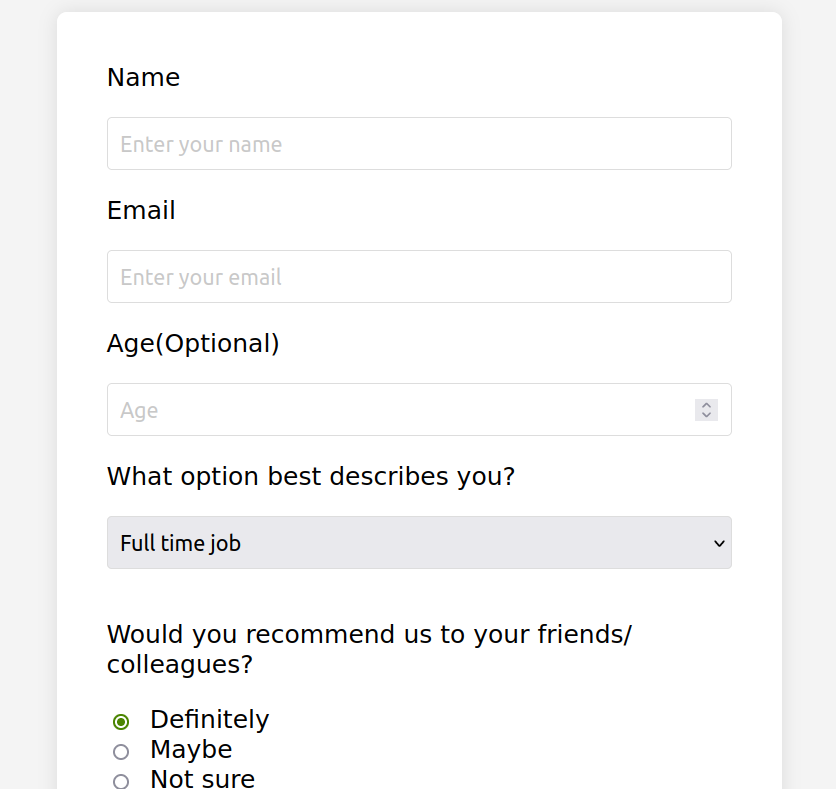 Name
Enter your name
Email
Enter your email
Age(Optional)
Age
What option best describes you?
Full time job
Would you recommend us to your friends/
colleagues?
Definitely
Maybe
Not sure